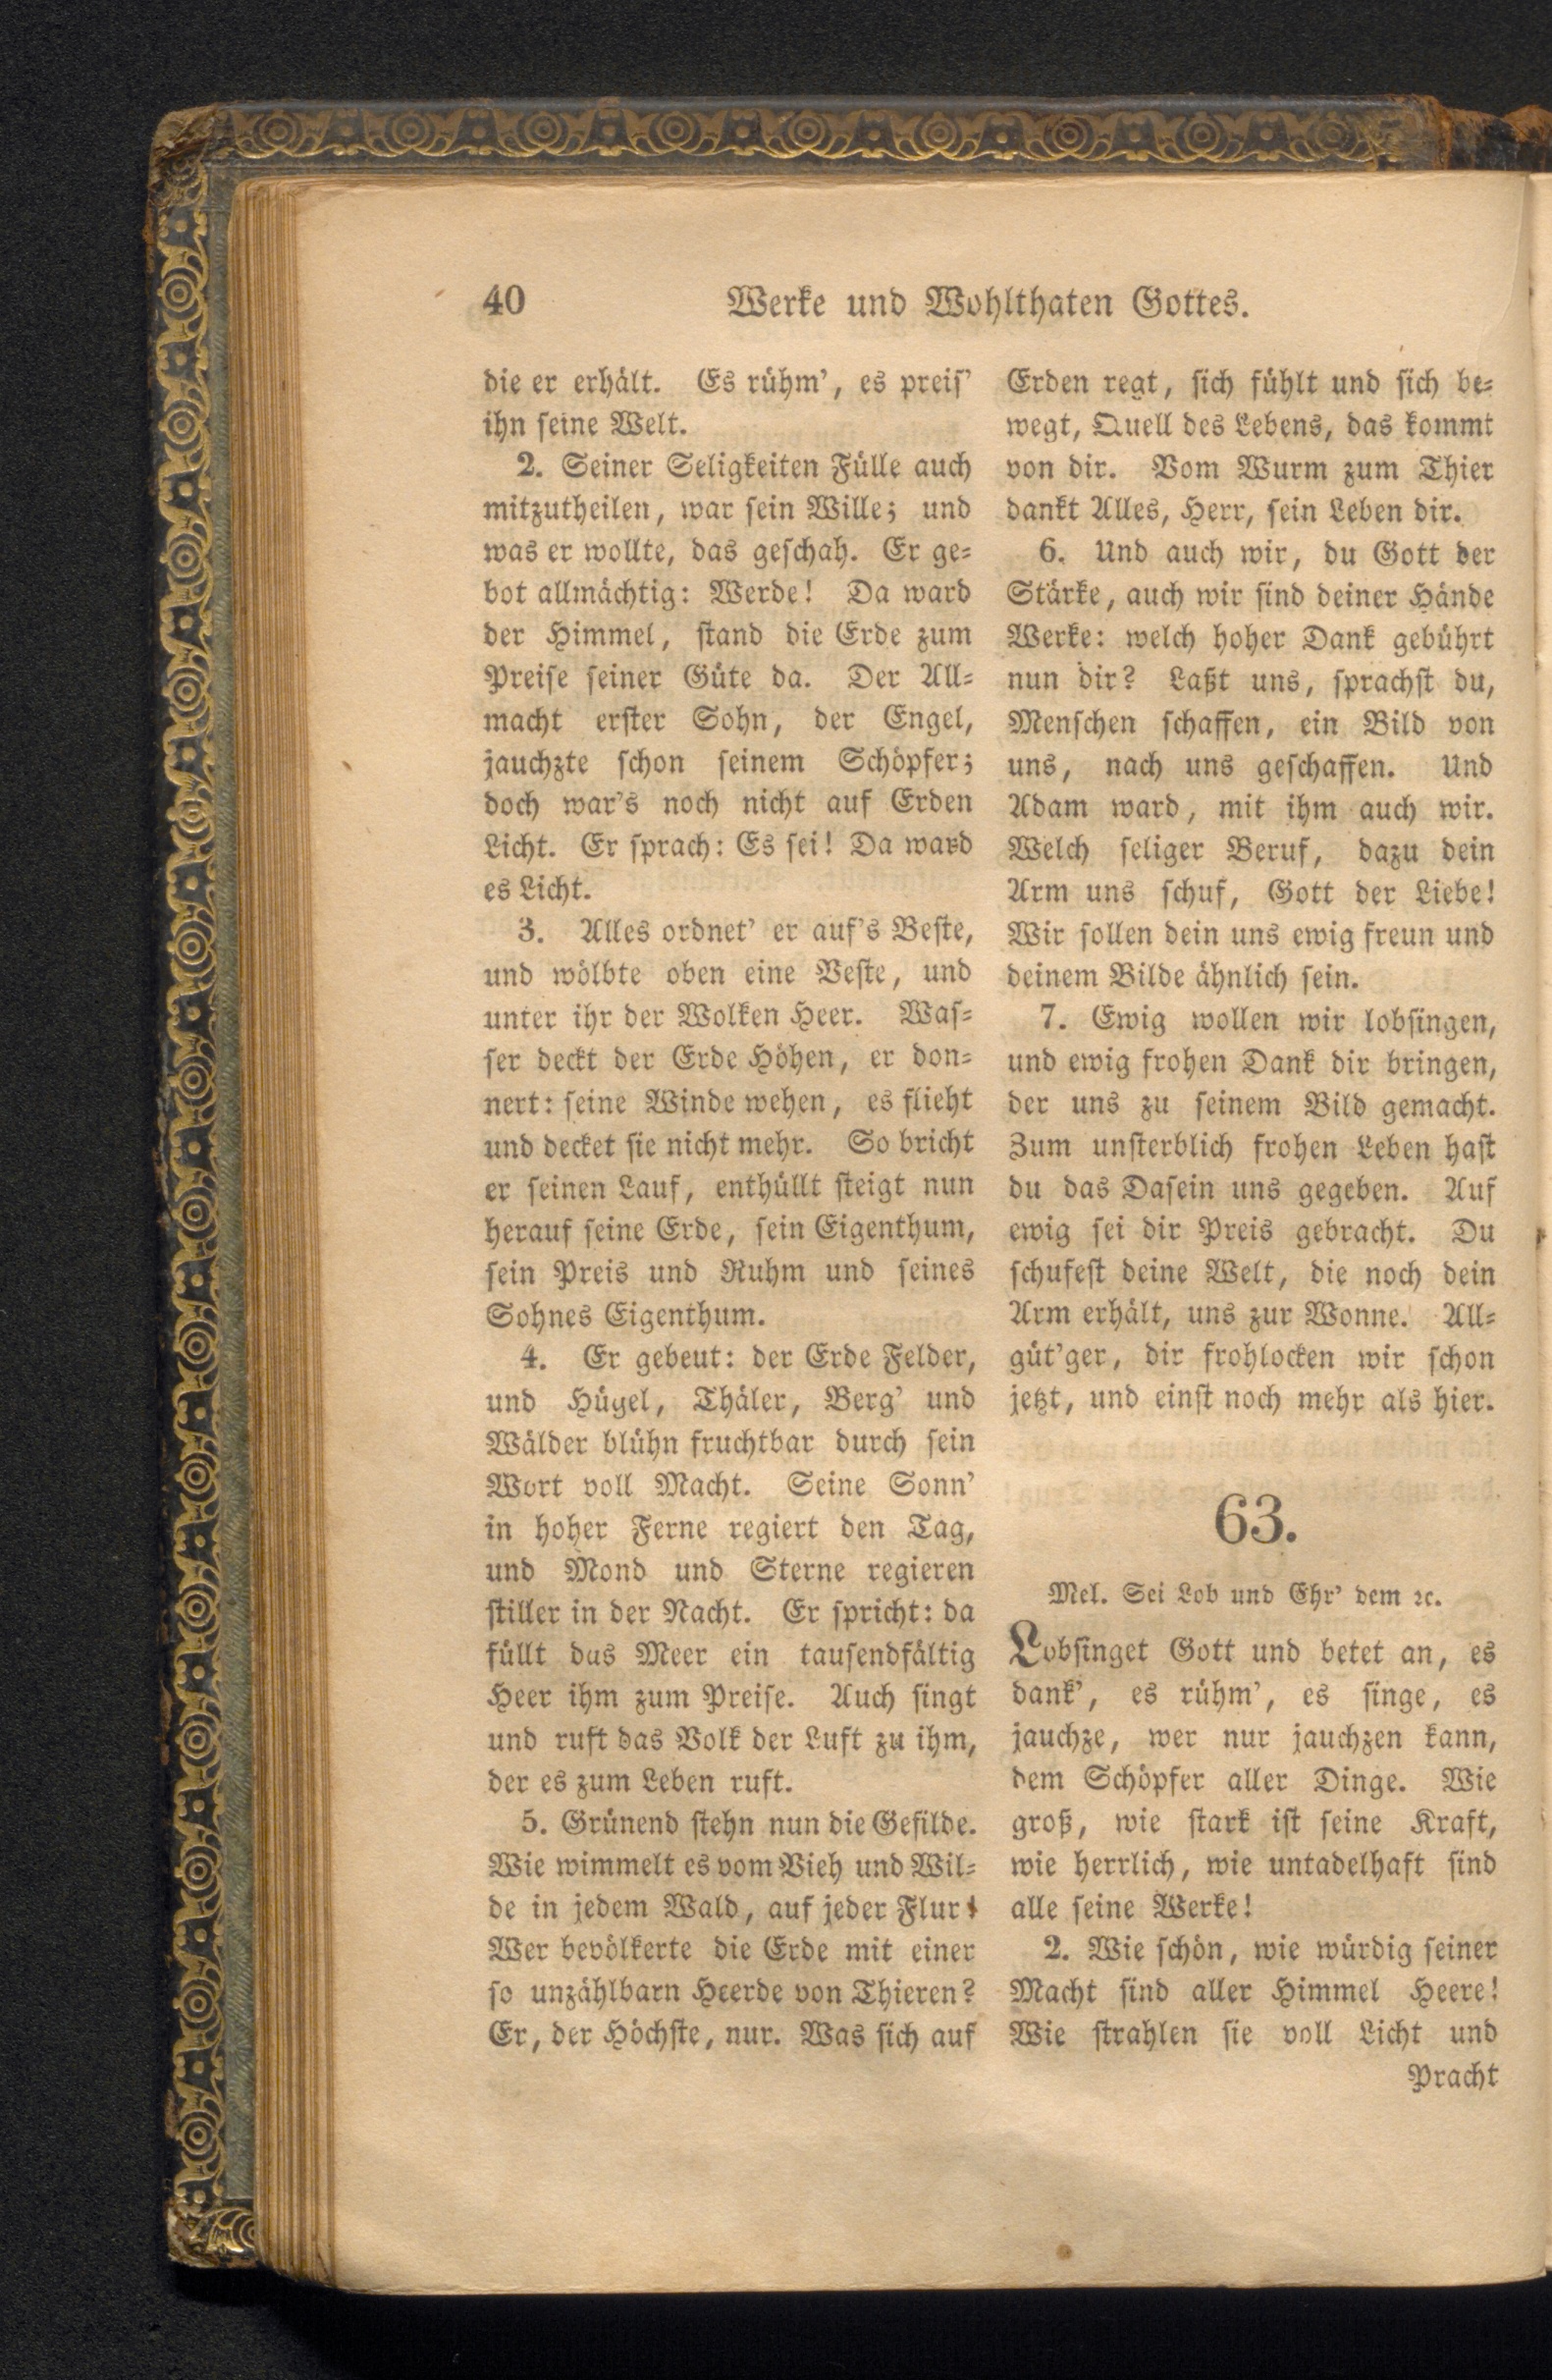 40 Werke und Wohlthaten Gottes.
die er erhält. Es rühm’, es preis’
ihn seine Welt.
2. Seiner Seligkeiten Fülle auch
mitzutheilen, war sein Wille; und
was er wollte, das geschah. Er ge-
bot allmächtig: Werde! Da ward
der Himmel, stand die Erde zum
Preise seiner Güte da. Der All-
macht erster Sohn, der Engel,
jauchzte schon seinem Schöpfer;
doch war’s noch nicht auf Erden
Licht. Er sprach: Es sei! Da ward
es Licht.
3. Alles ordnet’ er auf’s Beste,
und wölbte oben eine Veste, und
unter ihr der Wolken Heer. Was-
ser deckt der Erde Höhen, er don-
nert: seine Winde wehen, es flieht
und decket sie nicht mehr. So bricht
er seinen Lauf, enthüllt steigt nun
herauf seine Erde, sein Eigenthum,
sein Preis und Ruhm und seines
Sohnes Eigenthum.
4. Er gebeut: der Erde Felder,
und Hügel, Thäler, Berg’ und
Wälder blühn fruchtbar durch sein
Wort voll Macht. Seine Sonn’
in hoher Ferne regiert den Tag,
und Mond und Sterne regieren
stiller in der Nacht. Er spricht: da
füllt das Meer ein tausendfältig
Heer ihm zum Preise. Auch singt
und ruft das Volk der Luft zu ihm,
der es zum Leben ruft.
5. Grünend stehn nun die Gefilde.
Wie wimmelt es vom Vieh und Wil-
de in jedem Wald, auf jeder Flur!
Wer bevölkerte die Erde mit einer
so unzählbarn Heerde von Thieren?
Er, der Höchste, nur. Was sich auf
Erden regt, sich fühlt und sich be-
wegt, Quell des Lebens, das kommt
von dir. Vom Wurm zum Thier
dankt Alles, Herr, sein Leben dir.
6. Und auch wir, du Gott der
Stärke, auch wir sind deiner Hände
Werke: welch hoher Dank gebührt
nun dir? Laßt uns, sprachst du,
Menschen schaffen, ein Bild von
uns, nach uns geschaffen. Und
Adam ward, mit ihm auch wir.
Welch seliger Beruf, dazu dein
Arm uns schuf, Gott der Liebe!
Wir sollen dein uns ewig freun und
deinem Bilde ähnlich sein.
7. Ewig wollen wir lobsingen,
und ewig frohen Dank dir bringen,
der uns zu seinem Bild gemacht.
Zum unsterblich frohen Leben hast
du das Dasein uns gegeben. Auf
ewig sei dir Preis gebracht. Du
schufest deine Welt, die noch dein
Arm erhält, uns zur Wonne. All-
güt’ger, dir frohlocken wir schon
jetzt, und einst noch mehr als hier.
63.
Mel. Sei Lob und Ehr’ dem ꝛc.
Lobsinget Gott und betet an, es
dank’, es rühm’, es singe, es
jauchze, wer nur jauchzen kann,
dem Schöpfer aller Dinge. Wie
groß, wie stark ist seine Kraft,
wie herrlich, wie untadelhaft sind
alle seine Werke!
2. Wie schön, wie würdig seiner
Macht sind aller Himmel Heere!
Wie strahlen sie voll Licht und
Pracht